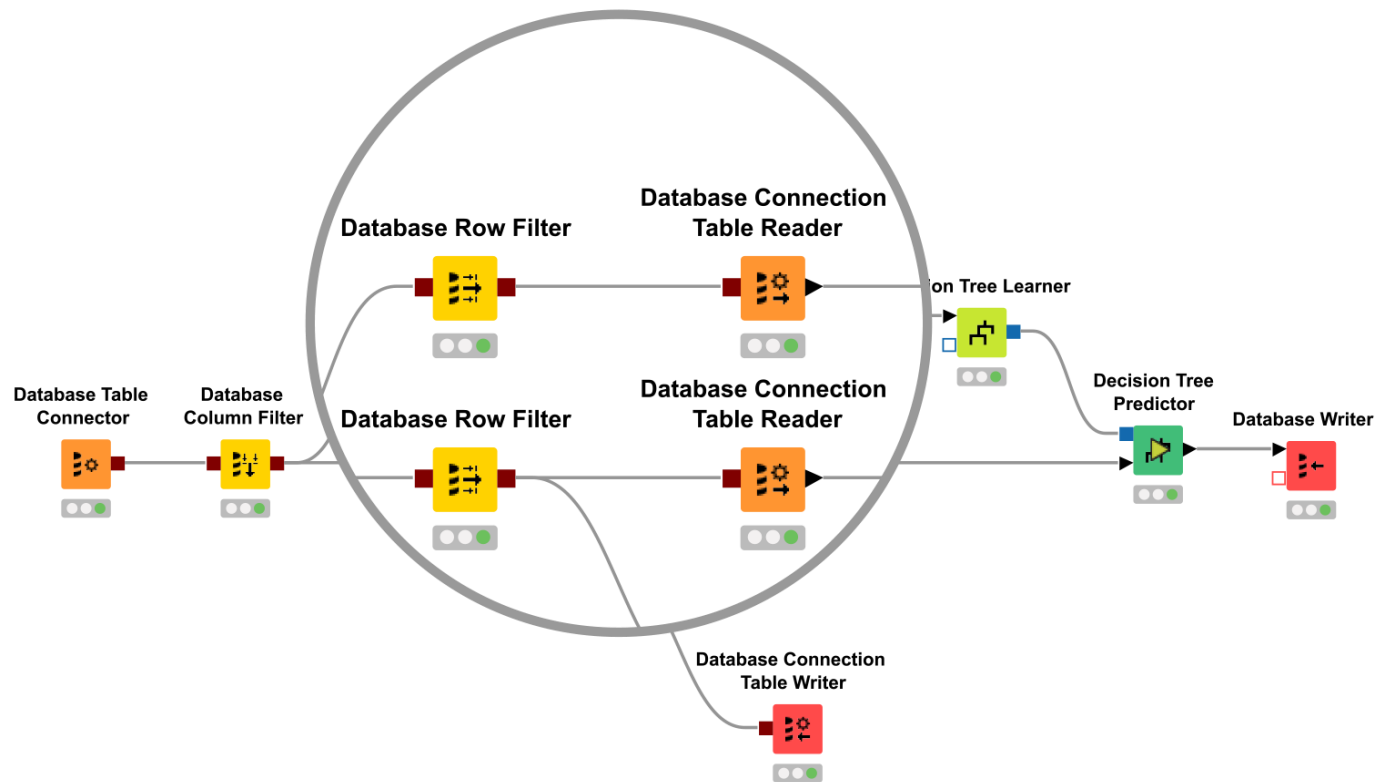 Database Connection
Table Reader
Database Row Filter
Tree Learner
Database Connection
Table Reader
Database Row Filter
Database Table
Connector
Database
Column Filter
Decision Tree
Predictor
Database Writer
Database Connection
Table Writer